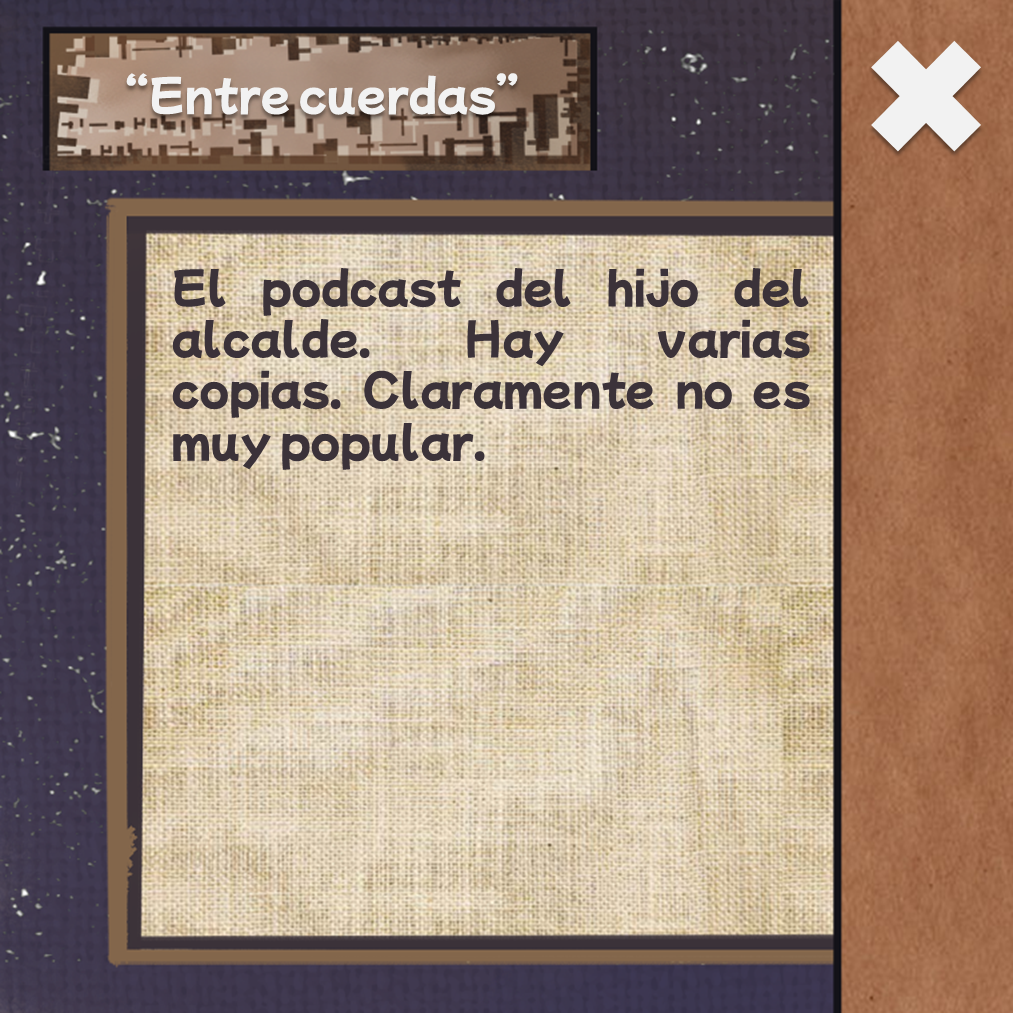 “Entre cuerdas”
El podcast del hijo del
alcalde. Hay varias
copias. Claramente no es
muy popular.